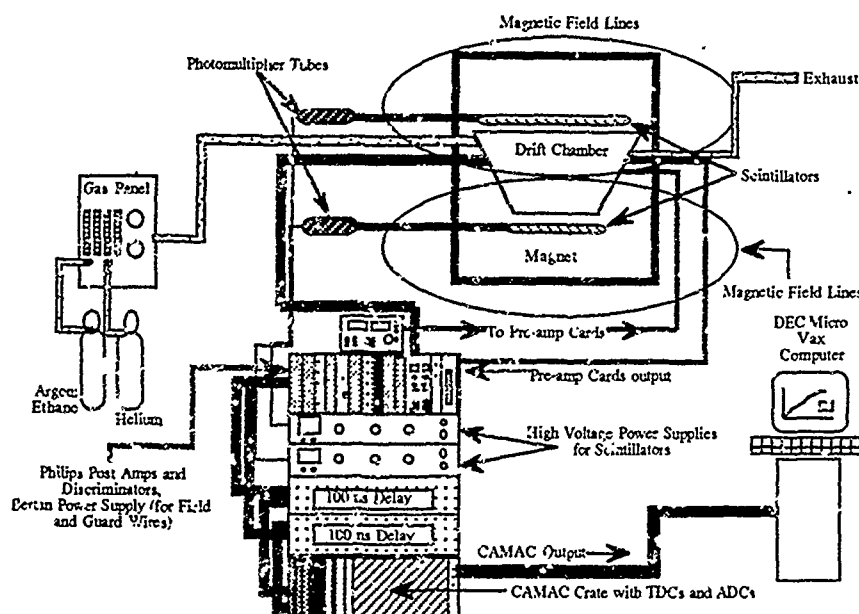 Magnetic Field Lines
Photomultipher Tubes
Exhaust
Drift Chamber
Gas Panel
Scintillators
Magnet
Magnetic Field Lines
To Pre-amp Cards
DEC Micro
Vax
Computer
Pre-amp Cards output
Argon:
Ethane
Helium
High Voltage Power Supplies
for Scintillators
Philips Post Amps and
Discriminators,
Bertan Power Supply (for Field
and Guard Wires)
100 ns Delay
100 ns Delay
CAMAC Output
CAMAC Crate with TDCs and ADCs